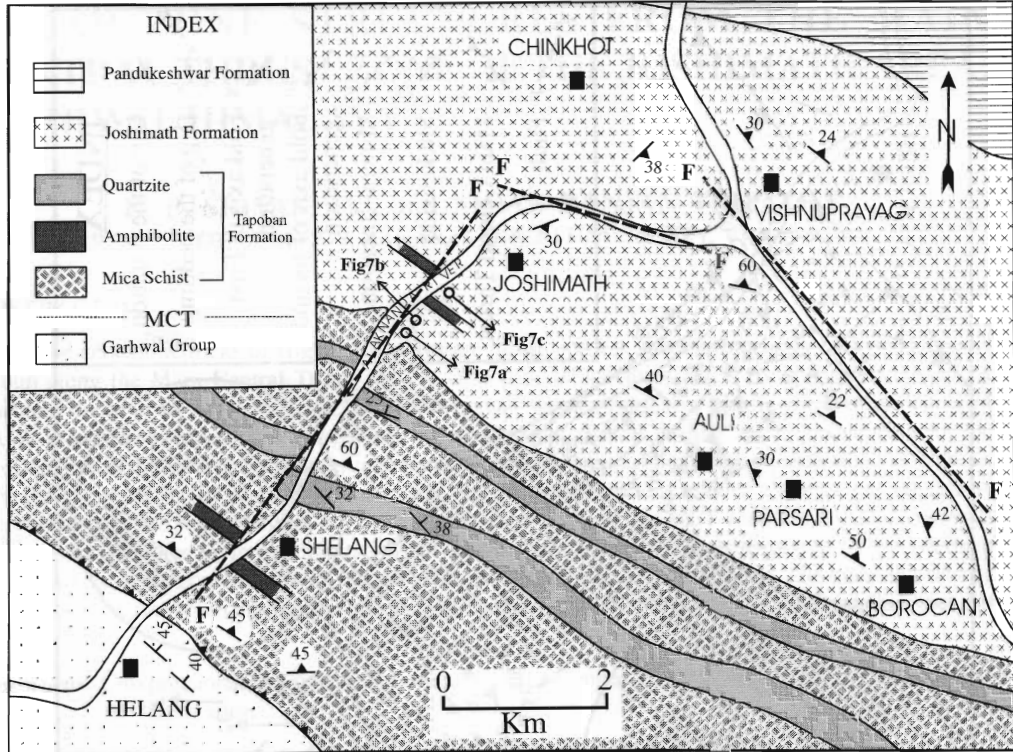 INDEX
Pandukeshwar Formation
Joshimath Formation
Quartzite
Tapoban
Formation
Amphibolite
Mica Schist
MCT
Garhwal Group
CHINKHOT
N
30
24
38
F
F
F
VISHNUPRAYAG
30
F
60
JOSHIMATH
Fig7b
Fig7c
Fig7a
40
22
25
AULI
30
60
PARSARI
F
42
32
38
50
32
SHELANG
BOROCAN
F
45
45
45
40
HELANG
0 2
Km